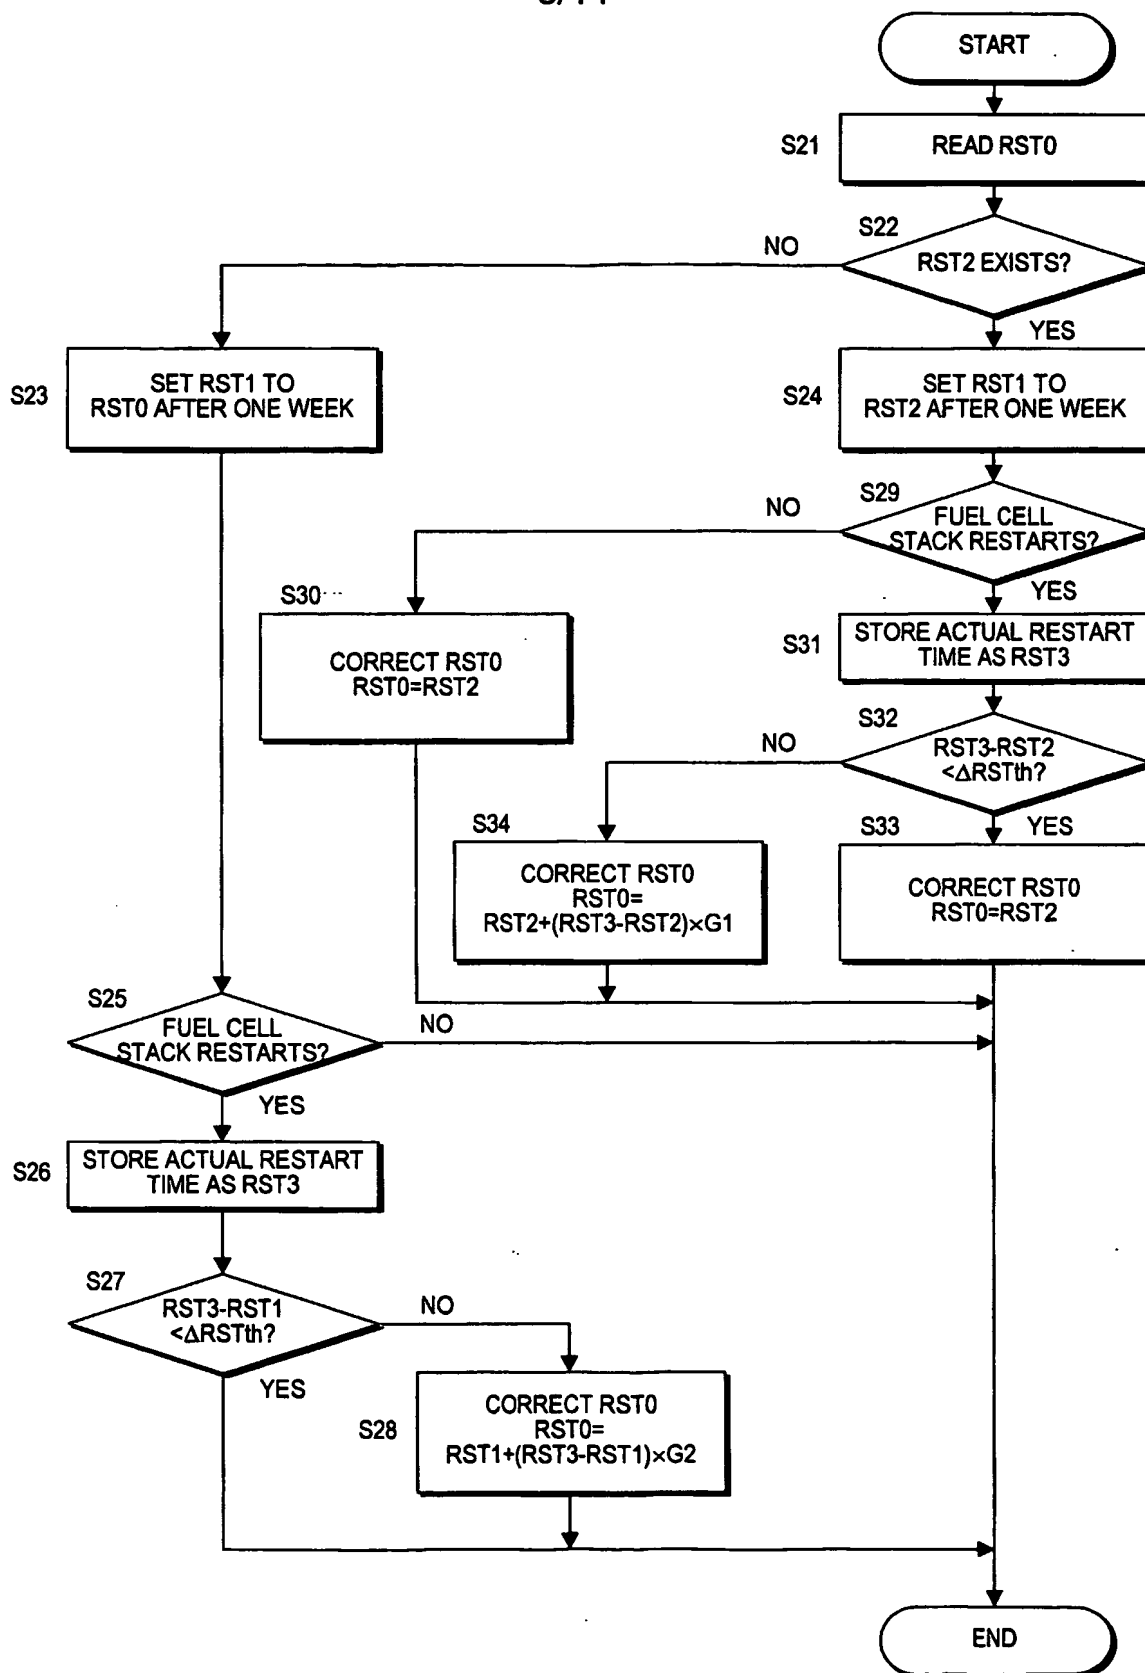 START
S21
READ RST0
S22
RST2 EXISTS?
NO
YES
S23
SET RST1 TO
RST0 AFTER ONE WEEK
S24
SET RST1 TO
RST2 AFTER ONE WEEK
S29
FUEL CELL
STACK RESTARTS?
NO
YES
S30
CORRECT RST0
RST0=RST2
S31
STORE ACTUAL RESTART
TIME AS RST3
S32
RST3-RST2
<ΔRSTth?
NO
YES
S34
CORRECT RST0
RST0=
RST2+(RST3-RST2)×G1
S33
CORRECT RST0
RST0=RST2
S25
FUEL CELL
STACK RESTARTS?
NO
YES
S26
STORE ACTUAL RESTART
TIME AS RST3
S27
RST3-RST1
<ΔRSTth?
NO
YES
S28
CORRECT RST0
RST0=
RST1+(RST3-RST1)×G2
END